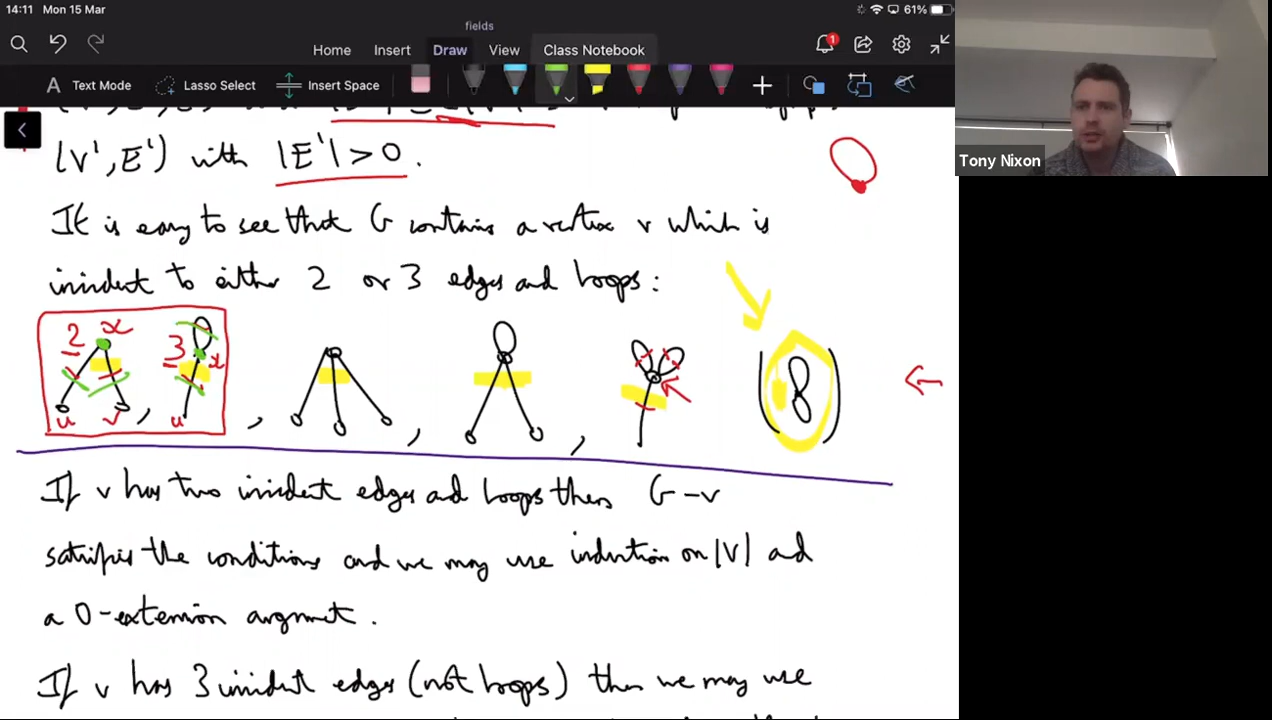 14:11 Mon 15 Mar
61%
fields
Home Insert Draw View Class Notebook
1
Text Mode Lasso Select Insert Space
Tony Nixon
(V', E') with |E'| > 0.
It is easy to see that G contains a vertex v which is
incident to either 2 or 3 edges and loops:
2 x 3 x
u v , u , , , ( )
If v has two incident edges and loops then G-v
satisfies the conditions and we may use induction on |V| and
a 0-extension argument.
If v has 3 incident edges (not loops) then we may use